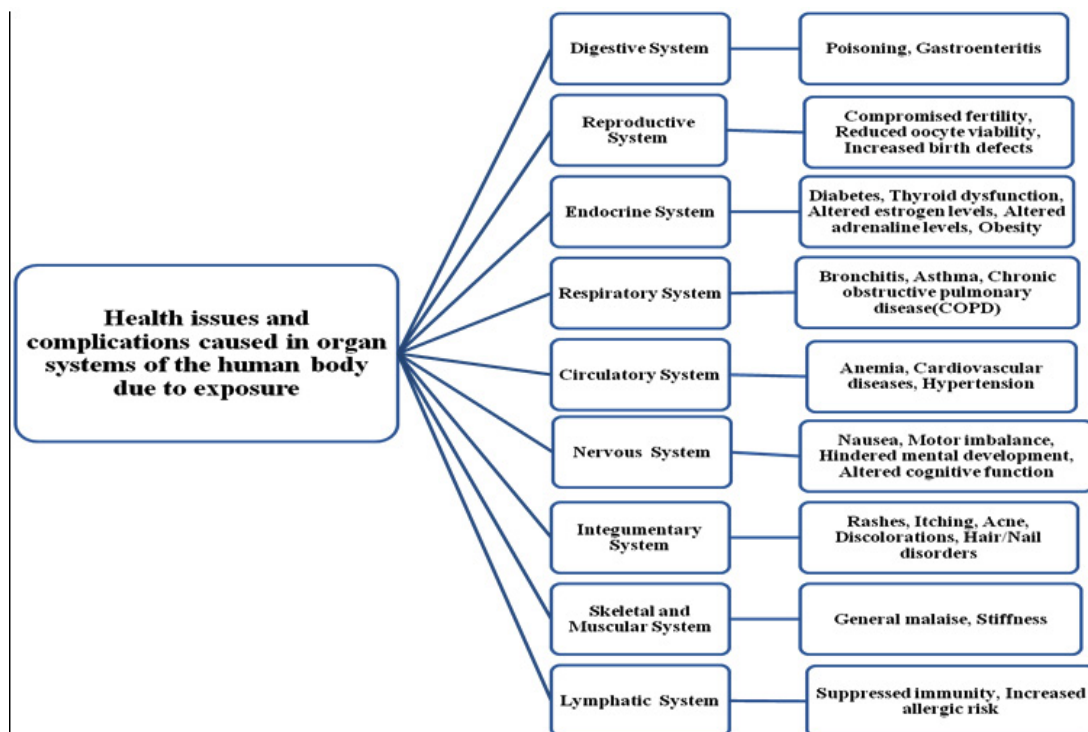 Health issues and
complications caused in organ
systems of the human body
due to exposure
Digestive System
Poisoning, Gastroenteritis
Reproductive
System
Compromised fertility,
Reduced oocyte viability,
Increased birth defects
Endocrine System
Diabetes, Thyroid dysfunction,
Altered estrogen levels, Altered
adrenaline levels, Obesity
Respiratory System
Bronchitis, Asthma, Chronic
obstructive pulmonary
disease(COPD)
Circulatory System
Anemia, Cardiovascular
diseases, Hypertension
Nervous System
Nausea, Motor imbalance,
Hindered mental development,
Altered cognitive function
Integumentary
System
Rashes, Itching, Acne,
Discolorations, Hair/Nail
disorders
Skeletal and
Muscular System
General malaise, Stiffness
Lymphatic System
Suppressed immunity, Increased
allergic risk